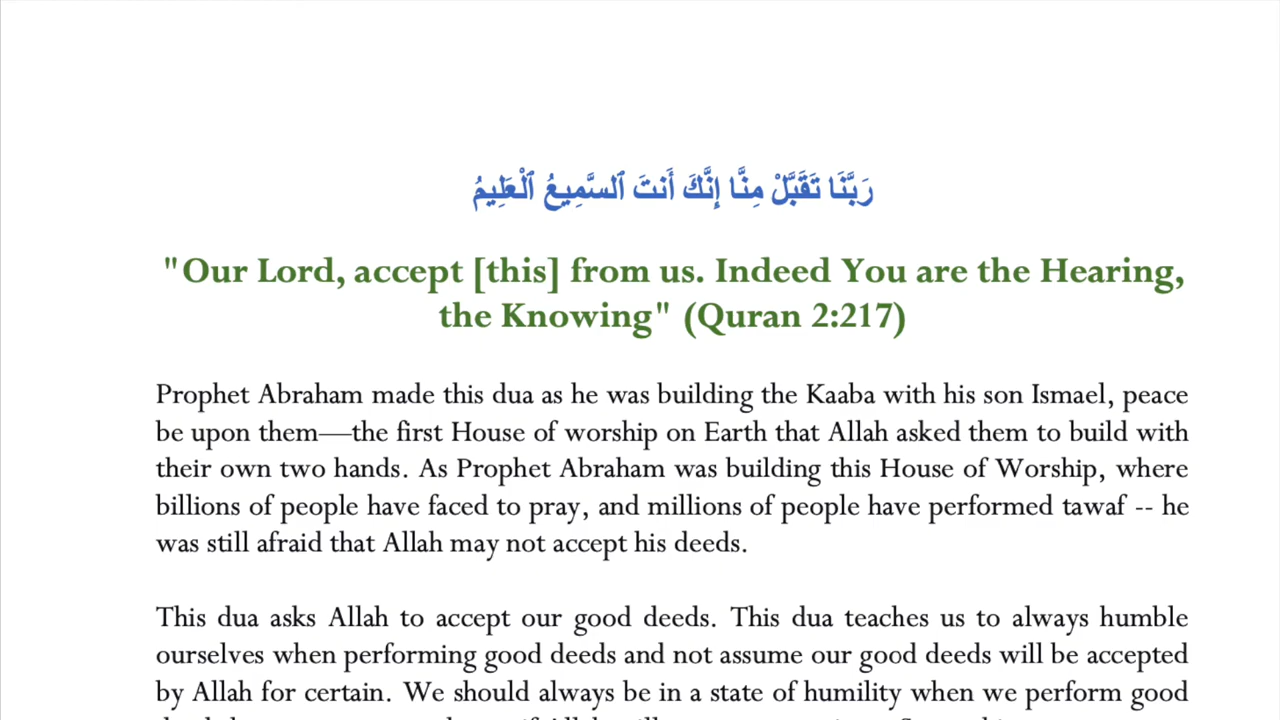 رَبَّنَا تَقَبَّلْ مِنَّا إِنَّكَ أَنتَ ٱلسَّمِيعُ ٱلْعَلِيمُ
"Our Lord, accept [this] from us. Indeed You are the Hearing,
the Knowing" (Quran 2:217)
Prophet Abraham made this dua as he was building the Kaaba with his son Ismael, peace
be upon them—the first House of worship on Earth that Allah asked them to build with
their own two hands. As Prophet Abraham was building this House of Worship, where
billions of people have faced to pray, and millions of people have performed tawaf -- he
was still afraid that Allah may not accept his deeds.
This dua asks Allah to accept our good deeds. This dua teaches us to always humble
ourselves when performing good deeds and not assume our good deeds will be accepted
by Allah for certain. We should always be in a state of humility when we perform good